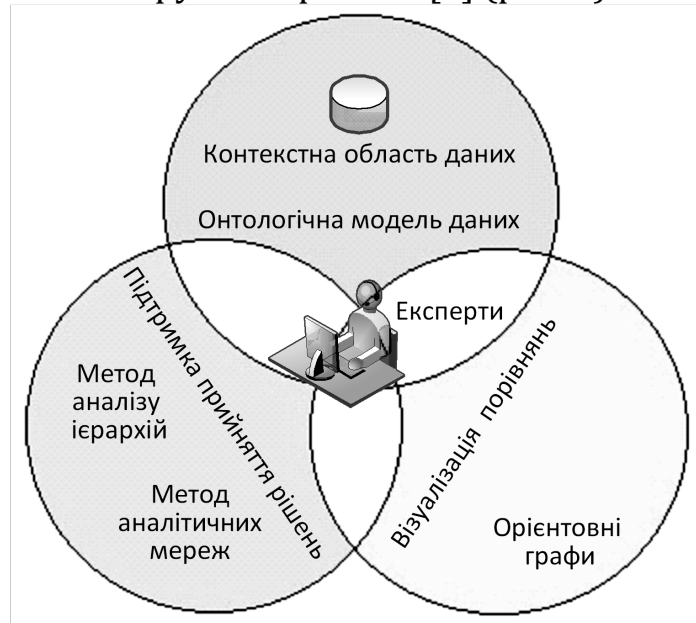 Контекстна область даних
Онтологічна модель даних
Експерти
Підтримка прийняття рішень
Метод
аналізу
ієрархій
Метод
аналітичних
мереж
Візуалізація порівнянь
Орієнтовні
графи